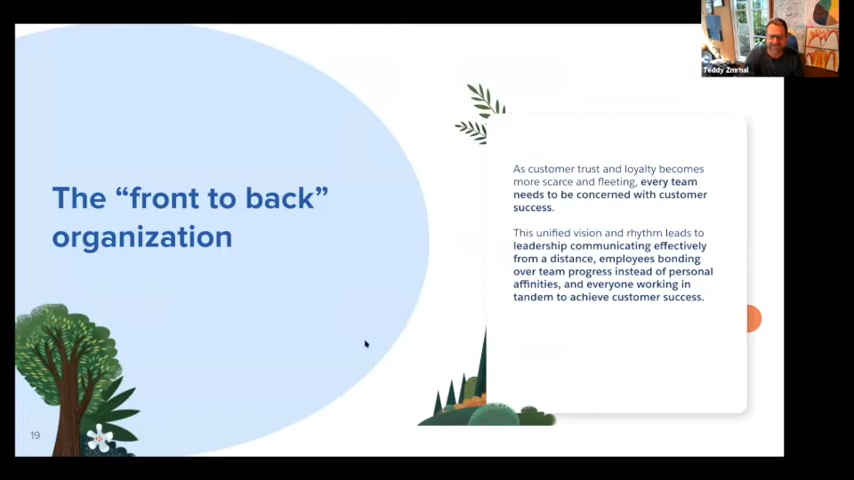 Teddy Zmrhal
The “front to back”
organization
As customer trust and loyalty becomes
more scarce and fleeting, every team
needs to be concerned with customer
success.
This unified vision and rhythm leads to
leadership communicating effectively
from a distance, employees bonding
over team progress instead of personal
affinities, and everyone working in
tandem to achieve customer success.
19